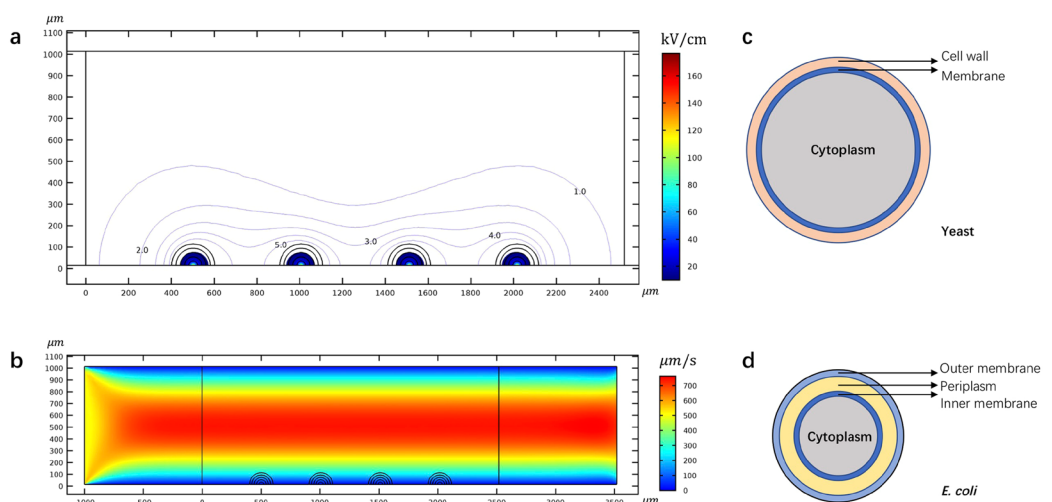 μm
a
1100
1000
900
800
700
600
500
400
300
200
100
0
0 200 400 600 800 1000 1200 1400 1600 1800 2000 2200 2400 μm
1.0
2.0
5.0
3.0
4.0
kV/cm
160
140
120
100
80
60
40
20
c
Cell wall
Membrane
Cytoplasm
Yeast
μm
b
1100
1000
900
800
700
600
500
400
300
200
100
0
μm/s
700
600
500
400
300
200
100
0
d
Outer membrane
Periplasm
Inner membrane
Cytoplasm
E. coli